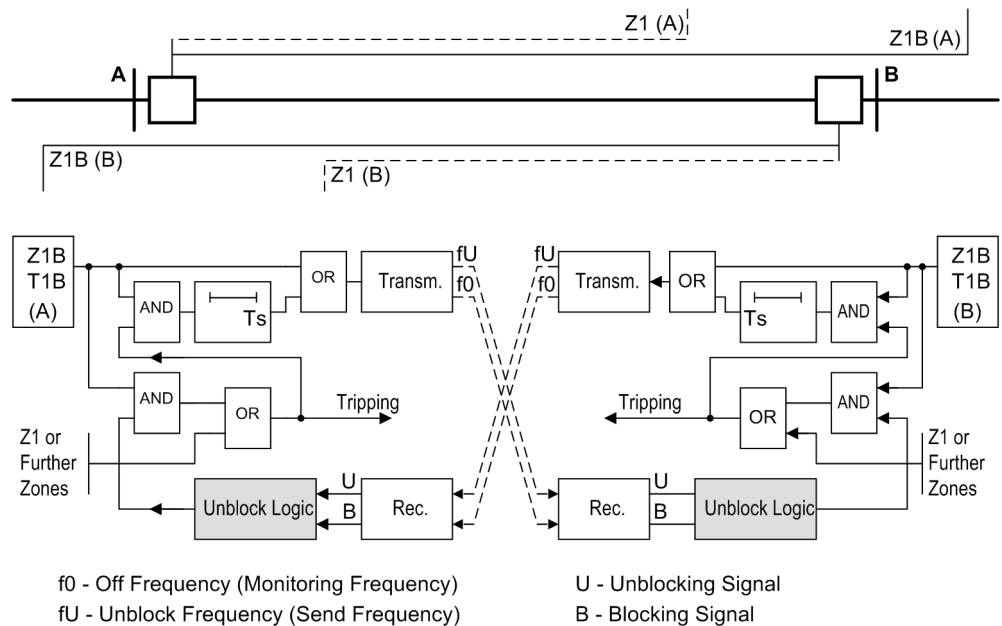 Z1 (A)
Z1B (A)
A
B
Z1B (B)
Z1 (B)
Z1B
T1B
(A)
OR
Transm.
fU
f0
AND
Ts
AND
OR
Tripping
Z1 or
Further
Zones
Unblock Logic
U
B
Rec.
fU
f0
Transm.
OR
Z1B
T1B
(B)
Ts
AND
Tripping
OR
AND
Z1 or
Further
Zones
Rec.
U
B
Unblock Logic
f0 - Off Frequency (Monitoring Frequency)
fU - Unblock Frequency (Send Frequency)
U - Unblocking Signal
B - Blocking Signal